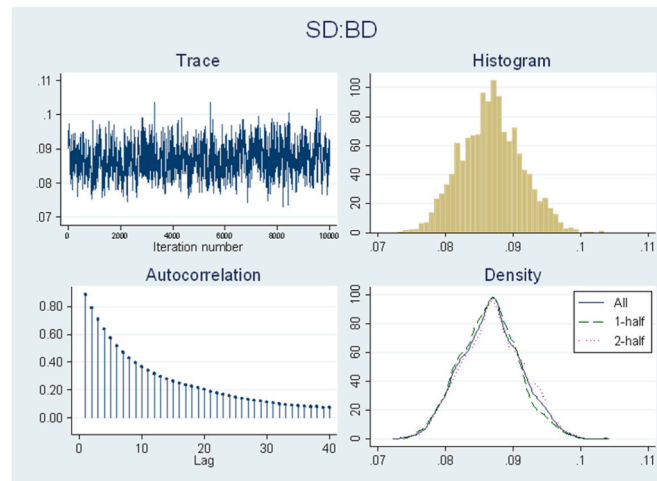 SD:BD
Trace
.11
.1
.09
.08
.07
0 2000 4000 6000 8000 10000
Iteration number
Histogram
100
80
60
40
20
0
.07 .08 .09 .1 .11
Autocorrelation
0.80
0.60
0.40
0.20
0.00
0 10 20 30 40
Lag
Density
100
80
60
40
20
0
.07 .08 .09 .1 .11
All
1-half
2-half